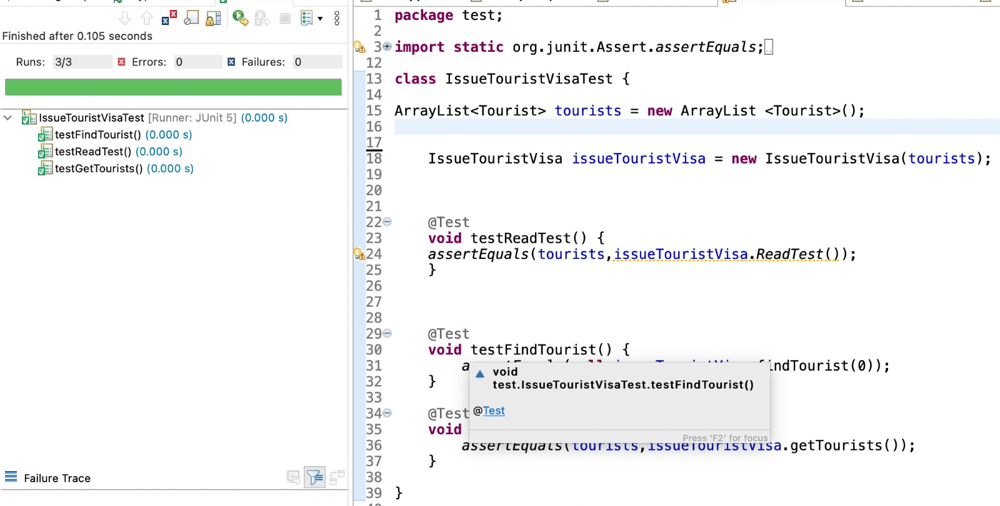 Finished after 0.105 seconds
Runs: 3/3 Errors: 0 Failures: 0
IssueTouristVisaTest [Runner: JUnit 5] (0.000 s)
testFindTourist() (0.000 s)
testReadTest() (0.000 s)
testGetTourists() (0.000 s)
Failure Trace
1 package test;
2
3 import static org.junit.Assert.assertEquals;
12
13 class IssueTouristVisaTest {
14
15 ArrayList<Tourist> tourists = new ArrayList <Tourist>();
16
17
18 IssueTouristVisa issueTouristVisa = new IssueTouristVisa(tourists);
19
20
21
22 @Test
23 void testReadTest() {
24 assertEquals(tourists,issueTouristVisa.ReadTest());
25 }
26
27
28
29 @Test
30 void testFindTourist() {
31 findTourist(0));
32 }
33
34 @Test
35 void
36 assertEquals(tourists,issueTouristVisa.getTourists());
37 }
38
39 }
void
test.IssueTouristVisaTest.testFindTourist()
@Test
Press 'F2' for focus